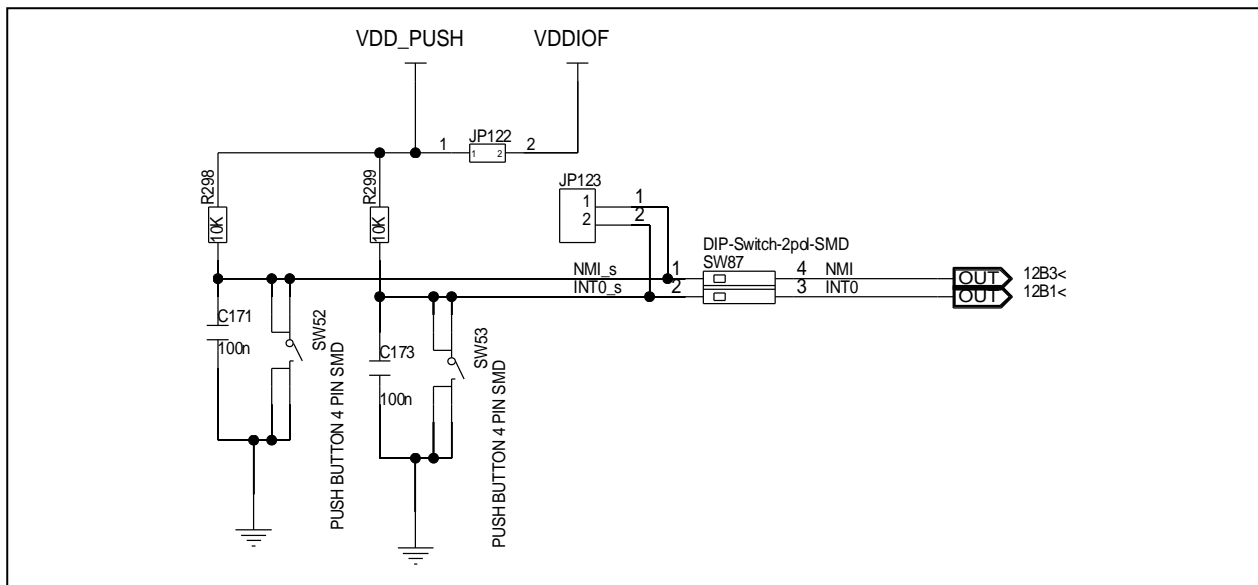 VDD_PUSH VDDIOF
1 JP122 2
1 2
R298 R299
10K 10K
JP123
1 1
2 2
DIP-Switch-2pol-SMD
SW87
NMI_s 1 4 NMI OUT 12B3<
INT0_s 2 3 INT0 OUT 12B1<
C171
100n
SW52
PUSH BUTTON 4 PIN SMD
C173
100n
SW53
PUSH BUTTON 4 PIN SMD